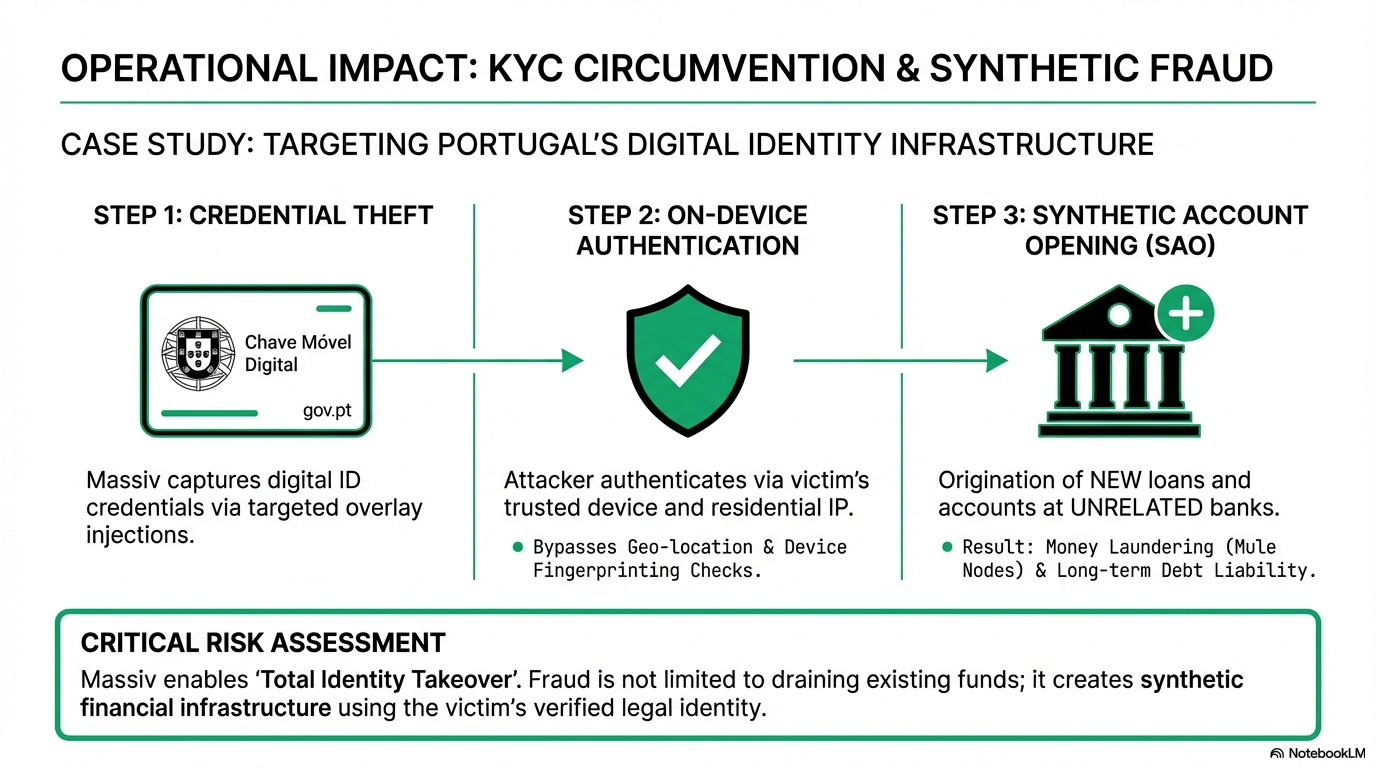 OPERATIONAL IMPACT: KYC CIRCUMVENTION & SYNTHETIC FRAUD
CASE STUDY: TARGETING PORTUGAL'S DIGITAL IDENTITY INFRASTRUCTURE
STEP 1: CREDENTIAL THEFT
Chave Móvel
Digital
gov.pt
Massiv captures digital ID
credentials via targeted overlay
injections.
STEP 2: ON-DEVICE
AUTHENTICATION
Attacker authenticates via victim's
trusted device and residential IP.
● Bypasses Geo-location & Device
Fingerprinting Checks.
STEP 3: SYNTHETIC ACCOUNT
OPENING (SAO)
Origination of NEW loans and
accounts at UNRELATED banks.
● Result: Money Laundering (Mule
Nodes) & Long-term Debt Liability.
CRITICAL RISK ASSESSMENT
Massiv enables ‘Total Identity Takeover’. Fraud is not limited to draining existing funds; it creates synthetic
financial infrastructure using the victim's verified legal identity.
NotebookLM